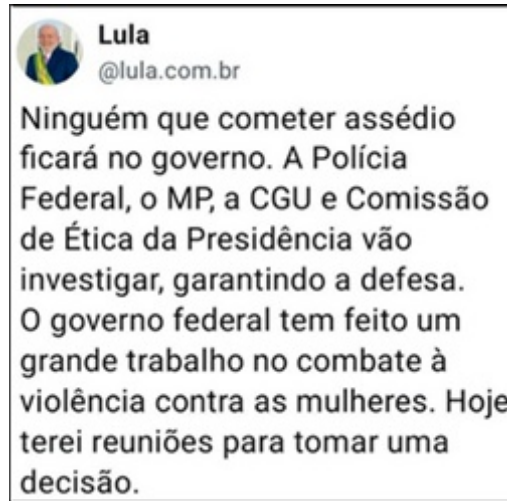 Lula
@lula.com.br
Ninguém que cometer assédio
ficará no governo. A Polícia
Federal, o MP, a CGU e Comissão
de Ética da Presidência vão
investigar, garantindo a defesa.
O governo federal tem feito um
grande trabalho no combate à
violência contra as mulheres. Hoje
terei reuniões para tomar uma
decisão.